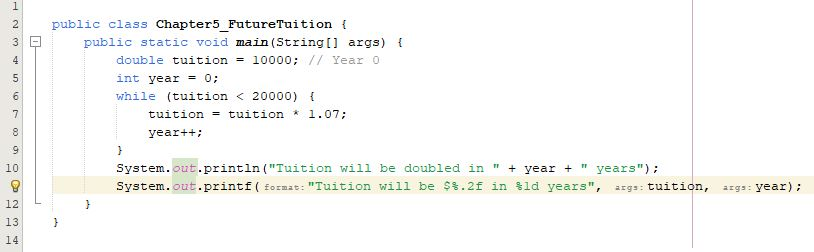 1
2 public class Chapter5_FutureTuition {
3 public static void main(String[] args) {
4 double tuition = 10000; // Year 0
5 int year = 0;
6 while (tuition < 20000) {
7 tuition = tuition * 1.07;
8 year++;
9 }
10 System.out.println("Tuition will be doubled in " + year + " years");
System.out.printf( format: "Tuition will be $%.2f in %1d years", args: tuition, args: year);
12 }
13 }
14